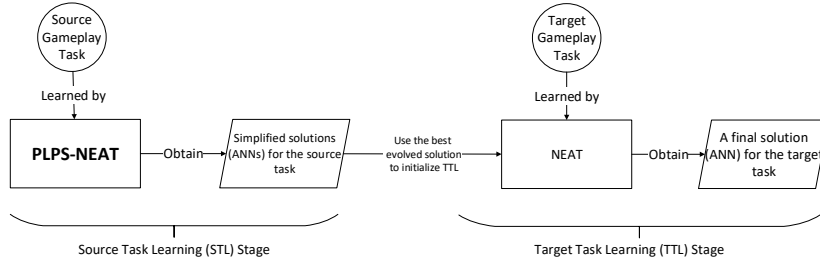 Source
Gameplay
Task
Learned by
PLPS-NEAT
Obtain
Simplified solutions
(ANNs) for the source
task
Use the best
evolved solution
to initialize TTL
Target
Gameplay
Task
Learned by
NEAT
Obtain
A final solution
(ANN) for the target
task
Source Task Learning (STL) Stage
Target Task Learning (TTL) Stage